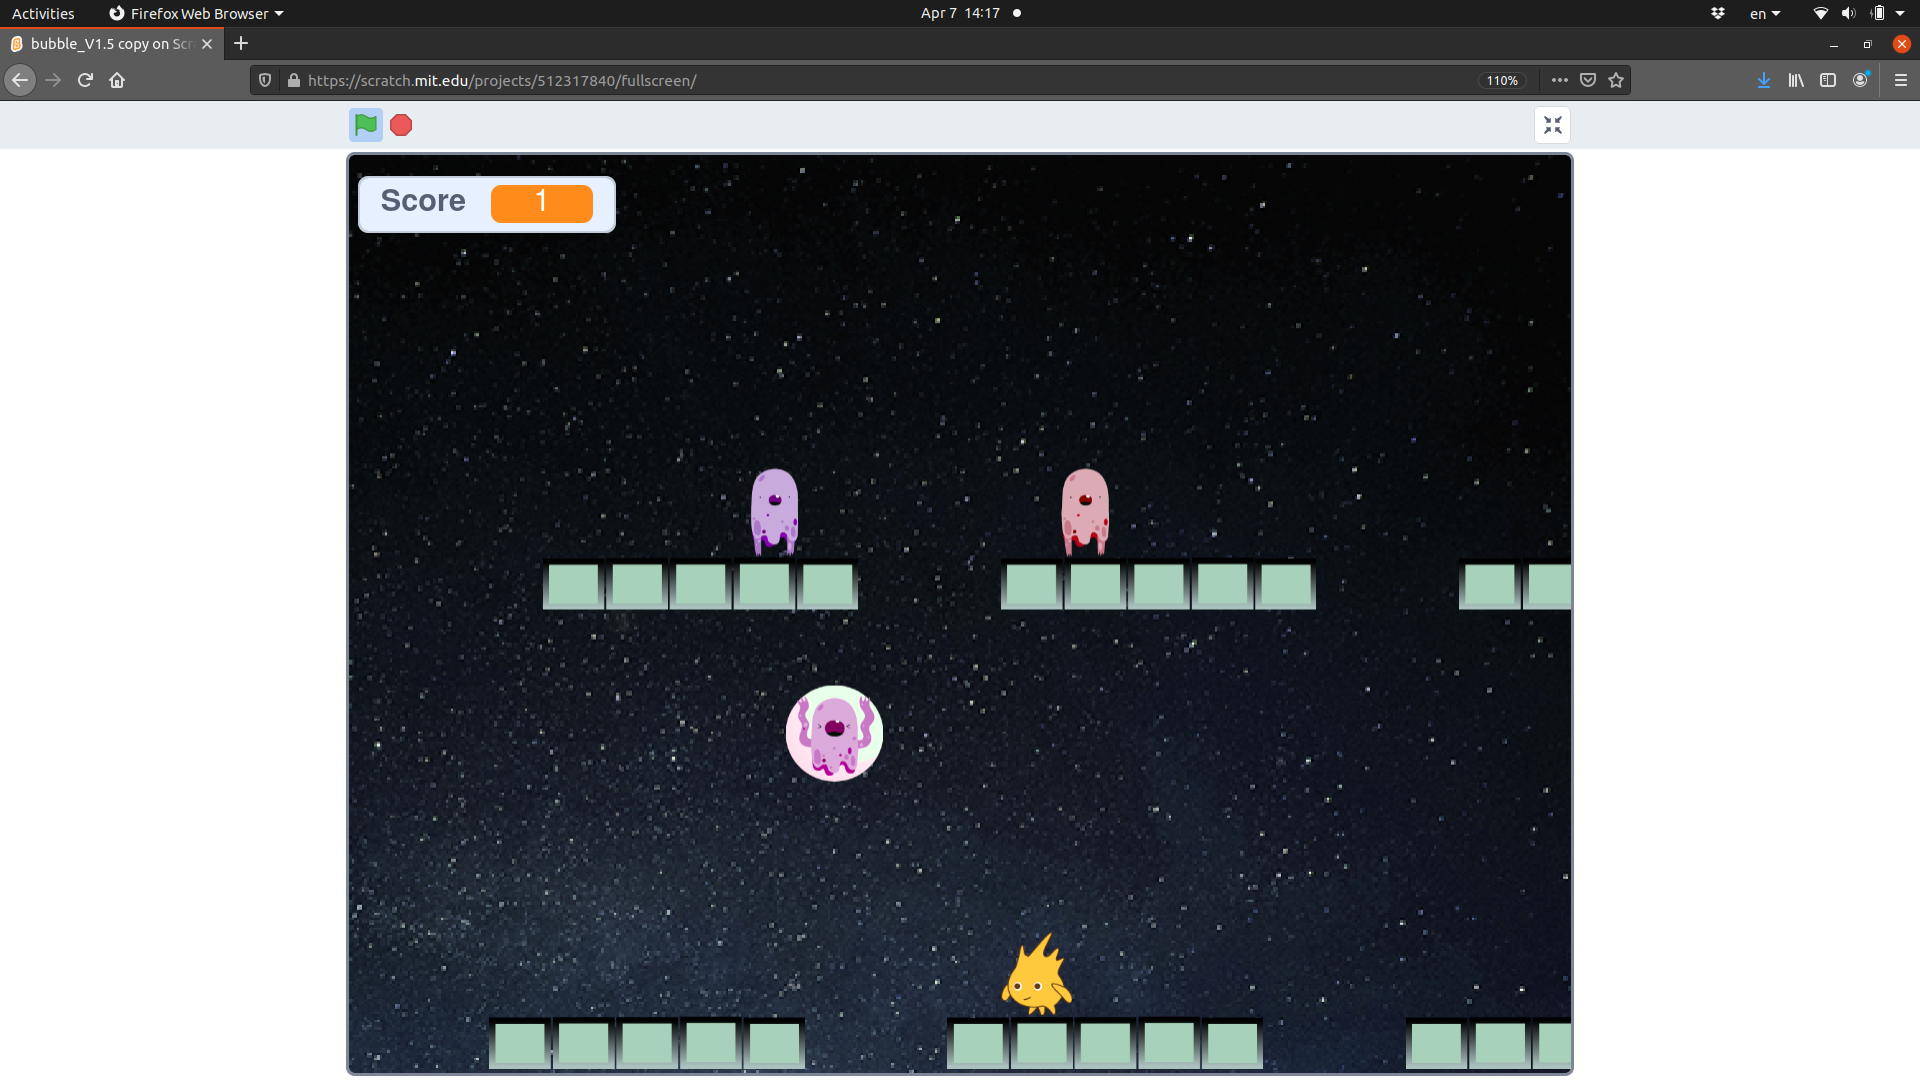 Activities
Firefox Web Browser
Apr 7 14:17
en
bubble_V1.5 copy on Scr
https://scratch.mit.edu/projects/512317840/fullscreen/
110%
Score 1